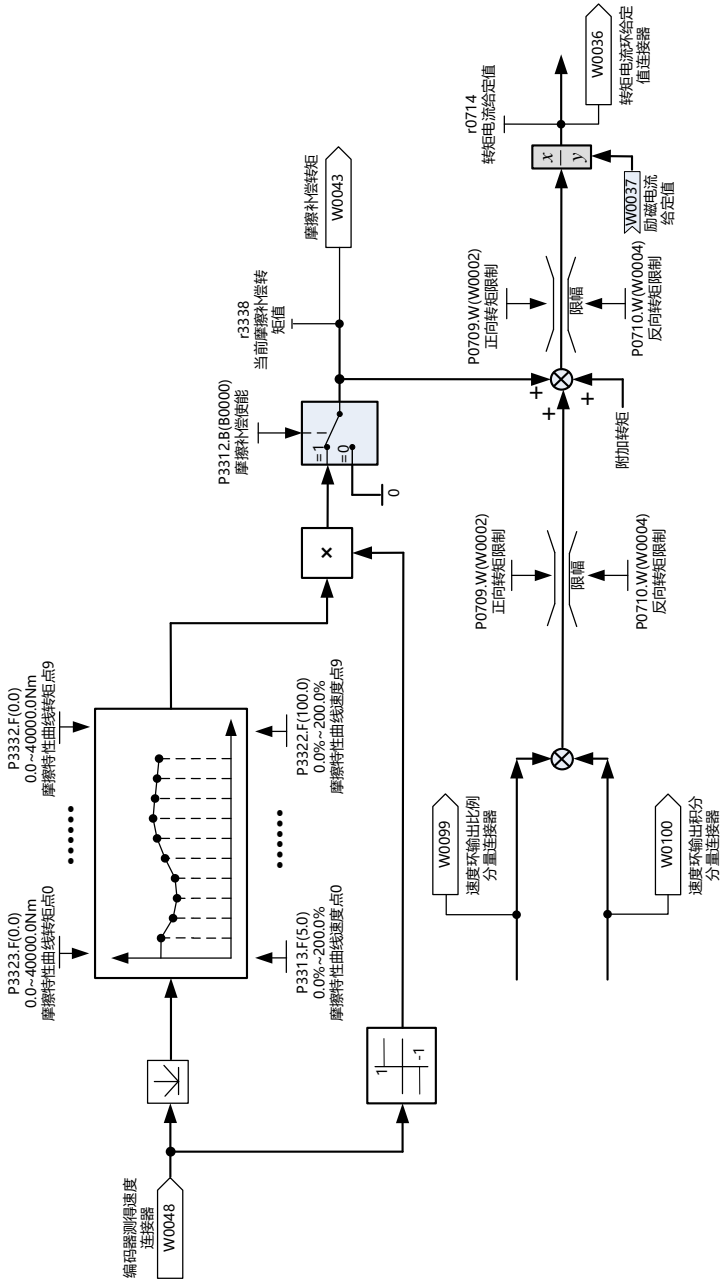 编码器测得速度
连接器
W0048
P3323.F(0.0)
0.0~40000.0Nm
摩擦特性曲线转矩点0
P3332.F(0.0)
0.0~40000.0Nm
摩擦特性曲线转矩点9
P3313.F(5.0)
0.0%~200.0%
摩擦特性曲线速度点0
P3322.F(100.0)
0.0%~200.0%
摩擦特性曲线速度点9
1
-1
×
P3312.B(B0000)
摩擦补偿使能
=1
=0
0
r3338
当前摩擦补偿转
矩值
摩擦补偿转矩
W0043
W0099
速度环输出比例
分量连接器
W0100
速度环输出积分
分量连接器
P0709.W(W0002)
正向转矩限制
限幅
P0710.W(W0004)
反向转矩限制
+
+
+
附加转矩
P0709.W(W0002)
正向转矩限制
限幅
P0710.W(W0004)
反向转矩限制
x
y
W0037
励磁电流
给定值
r0714
转矩电流给定值
W0036
转矩电流环给定
值连接器